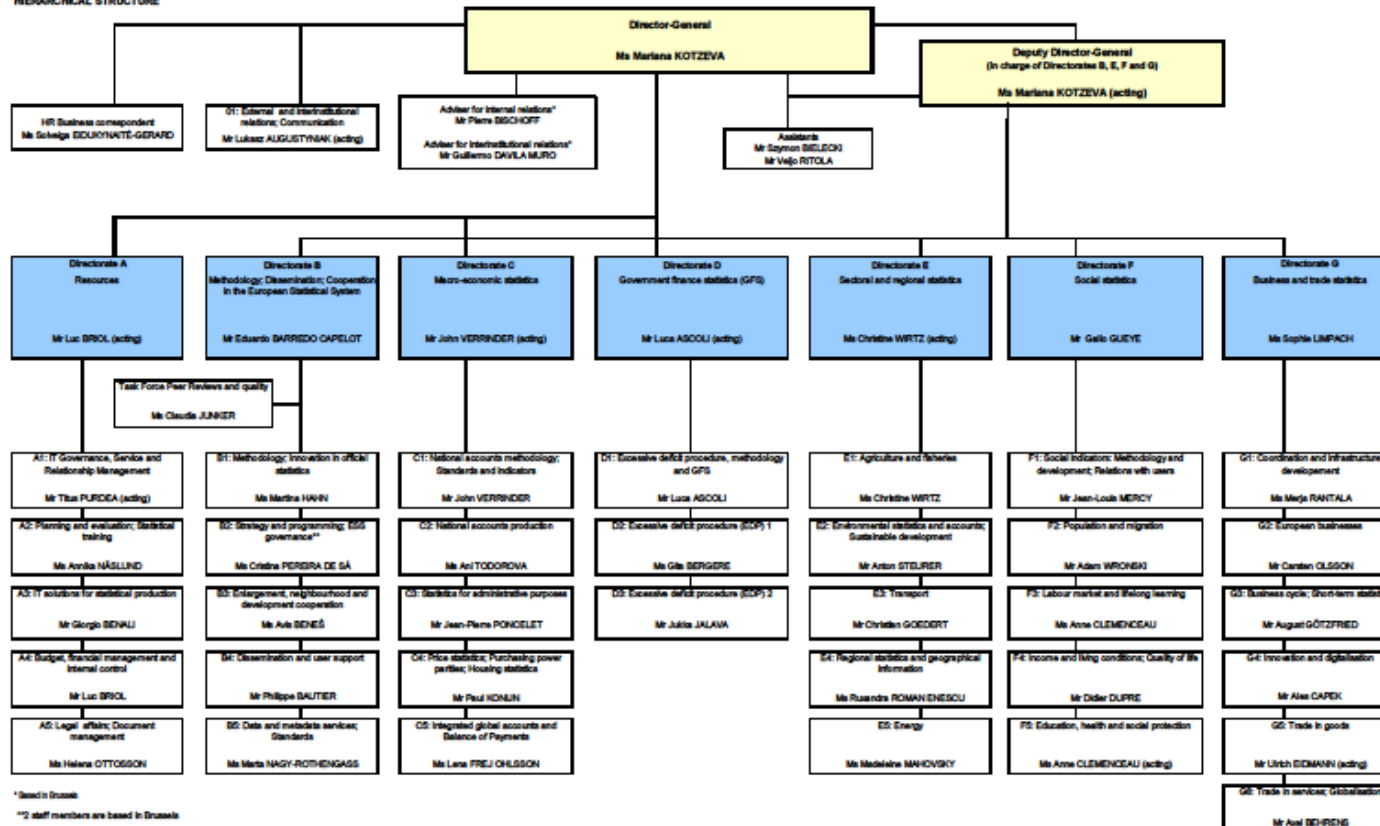 HIERARCHICAL STRUCTURE
Director-General
Ms Mariana KOTZEVA
Deputy Director-General
(in charge of Directorates B, E, F and G)
Ms Mariana KOTZEVA (acting)
HR Business correspondent
Ms Solveiga EIDUKYNAITĖ-GERARD
01: External and interinstitutional
relations; Communication
Mr Lukasz AUGUSTYNIAK (acting)
Adviser for internal relations*
Mr Pierre BISCHOFF
Adviser for interinstitutional relations*
Mr Guillermo DAVILA MURO
Assistants
Mr Szymon BIELECKI
Mr Veijo RITOLA
Directorate A
Resources
Mr Luc BRIOL (acting)
Directorate B
Methodology; Dissemination; Cooperation
in the European Statistical System
Mr Eduardo BARREDO CAPELOT
Directorate C
Macro-economic statistics
Mr John VERRINDER (acting)
Directorate D
Government finance statistics (GFS)
Mr Luca ASCOLI (acting)
Directorate E
Sectoral and regional statistics
Ms Christine WIRTZ (acting)
Directorate F
Social statistics
Mr Gallo GUEYE
Directorate G
Business and trade statistics
Ms Sophie LIMPACH
Task Force Peer Reviews and quality
Ms Claudia JUNKER
A1: IT Governance, Service and
Relationship Management
Mr Titus PURDEA (acting)
A2: Planning and evaluation; Statistical
training
Ms Annika NÄSLUND
A3: IT solutions for statistical production
Mr Giorgio BENALI
A4: Budget, financial management and
internal control
Mr Luc BRIOL
A5: Legal affairs; Document
management
Ms Helena OTTOSSON
B1: Methodology; Innovation in official
statistics
Ms Martina HAHN
B2: Strategy and programming; ESS
governance**
Ms Cristina PEREIRA DE SÁ
B3: Enlargement, neighbourhood and
development cooperation
Ms Avis BENEŠ
B4: Dissemination and user support
Mr Philippe BAUTIER
B5: Data and metadata services;
Standards
Ms Marta NAGY-ROTHENGASS
C1: National accounts methodology;
Standards and indicators
Mr John VERRINDER
C2: National accounts production
Ms Ani TODOROVA
C3: Statistics for administrative purposes
Mr Jean-Pierre PONCELET
C4: Price statistics; Purchasing power
parities; Housing statistics
Mr Paul KONIJN
C5: Integrated global accounts and
Balance of Payments
Ms Lena FREJ OHLSSON
D1: Excessive deficit procedure, methodology
and GFS
Mr Luca ASCOLI
D2: Excessive deficit procedure (EDP) 1
Ms Gita BERGERE
D3: Excessive deficit procedure (EDP) 2
Mr Jukka JALAVA
E1: Agriculture and fisheries
Ms Christine WIRTZ
E2: Environmental statistics and accounts;
Sustainable development
Mr Anton STEURER
E3: Transport
Mr Christian GOEDERT
E4: Regional statistics and geographical
information
Ms Ruxandra ROMAN ENESCU
E5: Energy
Ms Madeleine MAHOVSKY
F1: Social indicators: Methodology and
development; Relations with users
Mr Jean-Louis MERCY
F2: Population and migration
Mr Adam WRONSKI
F3: Labour market and lifelong learning
Ms Anne CLEMENCEAU
F4: Income and living conditions; Quality of life
Mr Didier DUPRE
F5: Education, health and social protection
Ms Anne CLEMENCEAU (acting)
G1: Coordination and infrastructure
developement
Ms Merja RANTALA
G2: European businesses
Mr Carsten OLSSON
G3: Business cycle; Short-term statist
Mr August GÖTZFRIED
G4: Innovation and digitalisation
Mr Ales CAPEK
G5: Trade in goods
Mr Ulrich EIDMANN (acting)
G6: Trade in services; Globalisation
Mr Axel BEHRENS
*Based in Brussels
**2 staff members are based in Brussels